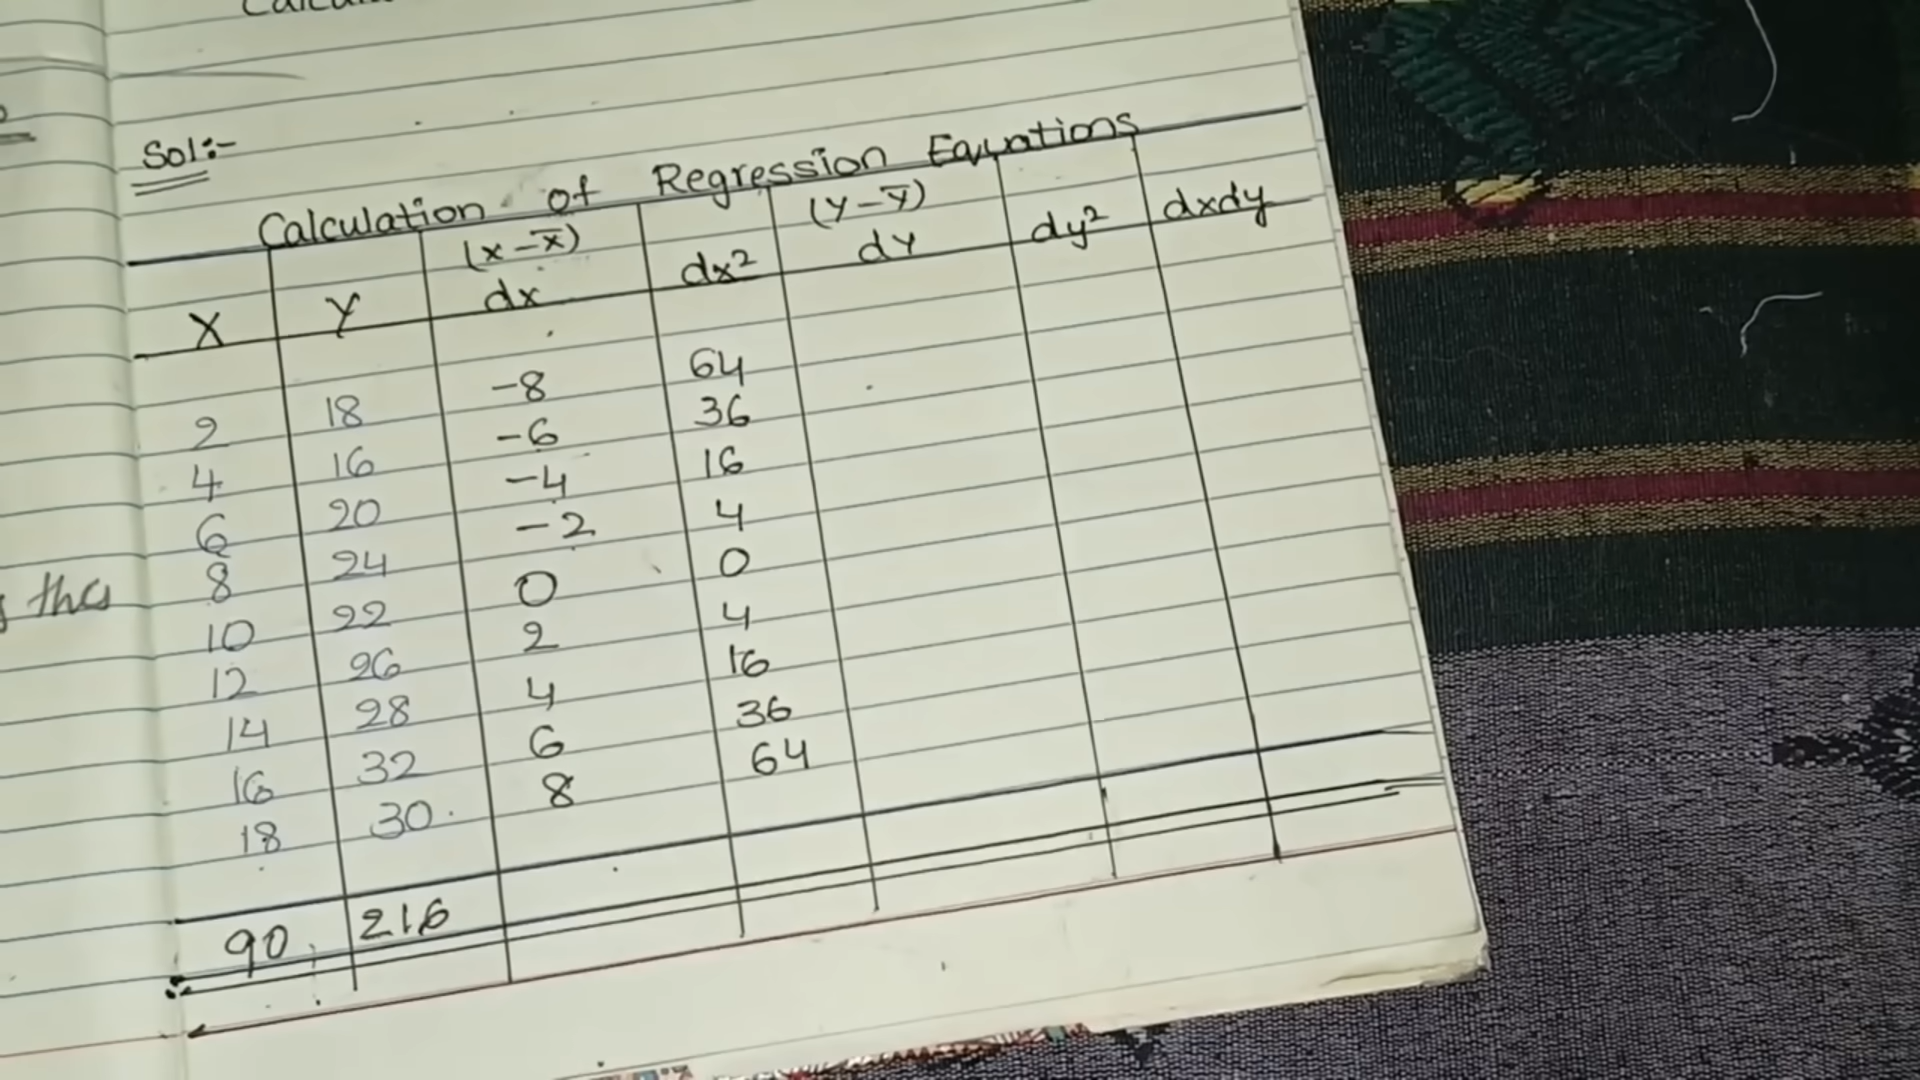 Sol:-
Calculation of Regression Equations
X Y (x-x̅) dx dx² (Y-Y̅) dY dy² dxdy
2 18 -8 64
4 16 -6 36
6 20 -4 16
8 24 -2 4
10 22 0 0
12 26 2 4
14 28 4 16
16 32 6 36
18 30 8 64
90 216